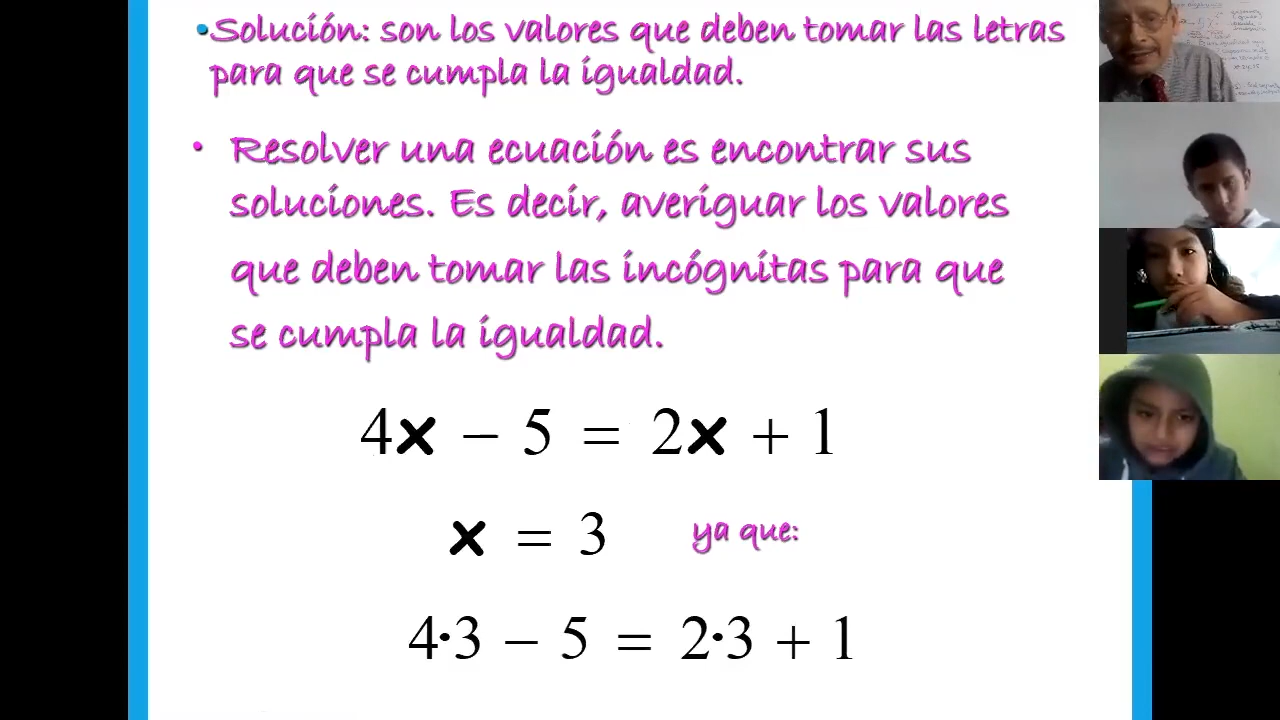 •Solución: son los valores que deben tomar las letras
para que se cumpla la igualdad.
• Resolver una ecuación es encontrar sus
soluciones. Es decir, averiguar los valores
que deben tomar las incógnitas para que
se cumpla la igualdad.
4x − 5 = 2x + 1
x = 3 ya que:
4·3 − 5 = 2·3 + 1